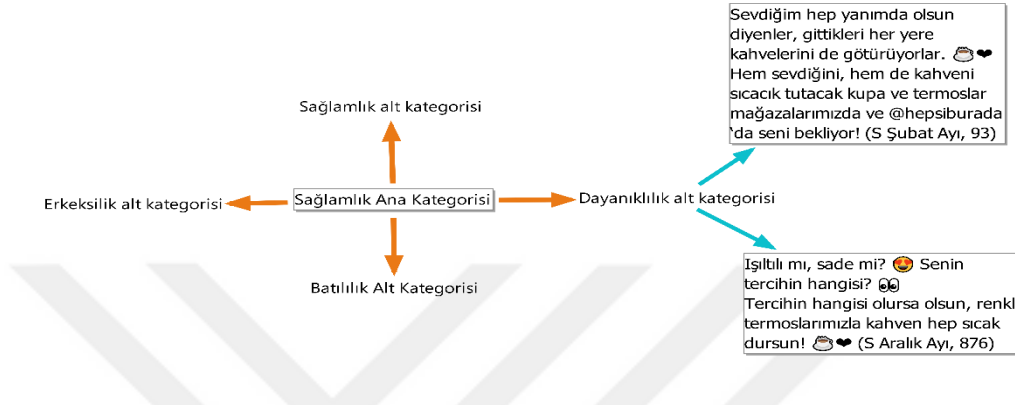 Sevdiğim hep yanımda olsun
diyenler, gittikleri her yere
kahvelerini de götürüyorlar. ☕❤
Hem sevdiğini, hem de kahveni
sıcacık tutacak kupa ve termoslar
mağazalarımızda ve @hepsiburada
‘da seni bekliyor! (S Şubat Ayı, 93)
Sağlamlık alt kategorisi
Erkeksilik alt kategorisi
Sağlamlık Ana Kategorisi
Dayanıklılık alt kategorisi
Batılılık Alt Kategorisi
Işıltılı mı, sade mi? 😍 Senin
tercihin hangisi? 👀
Tercihin hangisi olursa olsun, renkl
termoslarımızla kahven hep sıcak
dursun! ☕❤ (S Aralık Ayı, 876)